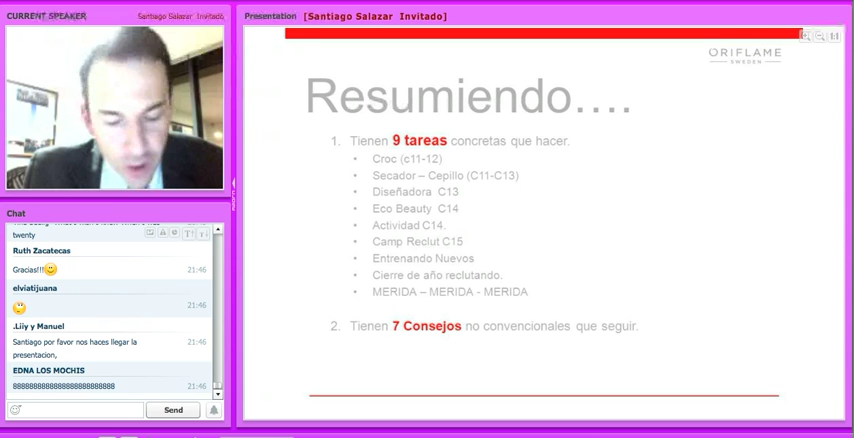 CURRENT SPEAKER
Santiago Salazar Invitado
Presentation [Santiago Salazar Invitado]
1:1
ORIFLAME
SWEDEN
Resumiendo….
1. Tienen 9 tareas concretas que hacer.
• Croc (c11-12)
• Secador – Cepillo (C11-C13)
• Diseñadora C13
• Eco Beauty C14
• Actividad C14.
• Camp Reclut C15
• Entrenando Nuevos
• Cierre de año reclutando.
• MERIDA – MERIDA - MERIDA
2. Tienen 7 Consejos no convencionales que seguir.
Chat
twenty
Ruth Zacatecas
Gracias!!! 21:46
elviatijuana
21:46
.Liiy y Manuel
Santiago por favor nos haces llegar la 21:46
presentacion,
EDNA LOS MOCHIS
21:46
Send